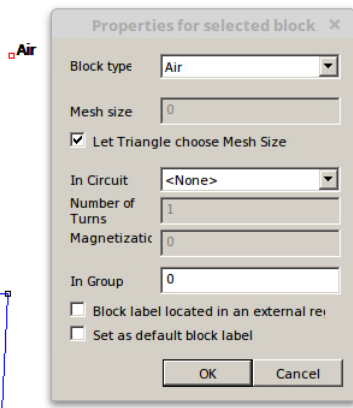 Properties for selected block ×
Air
Block type Air
Mesh size 0
Let Triangle choose Mesh Size
In Circuit <None>
Number of
Turns 1
Magnetizatic 0
In Group 0
Block label located in an external re
Set as default block label
OK Cancel